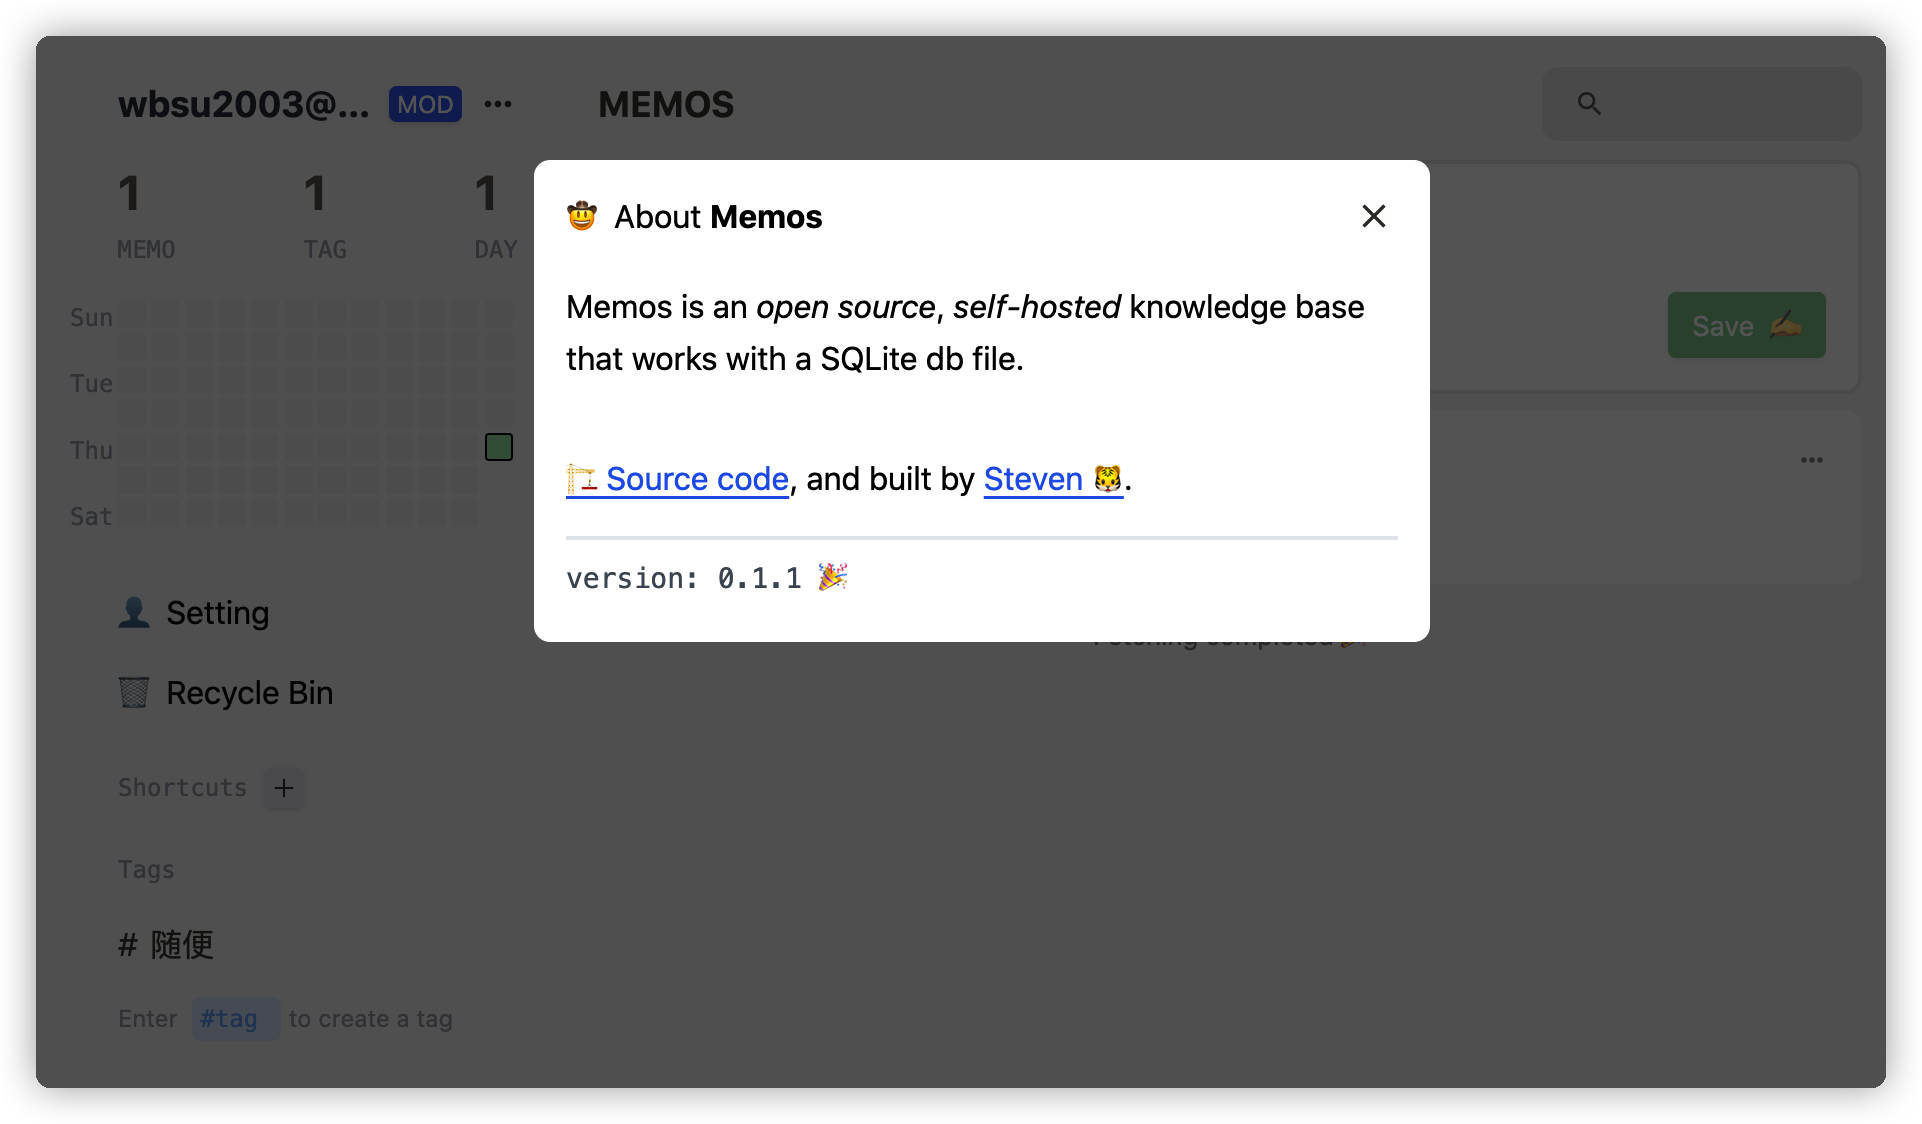 wbsu2003@... MOD
MEMOS
1 1 1
MEMO TAG DAY
Sun
Tue
Thu
Sat
Setting
Recycle Bin
Shortcuts +
Tags
# 随便
Enter #tag to create a tag
Save ✍️
🤠 About Memos
Memos is an open source, self-hosted knowledge base
that works with a SQLite db file.
🏗 Source code, and built by Steven 🐯.
version: 0.1.1 🎉
Fetching completed 🎉